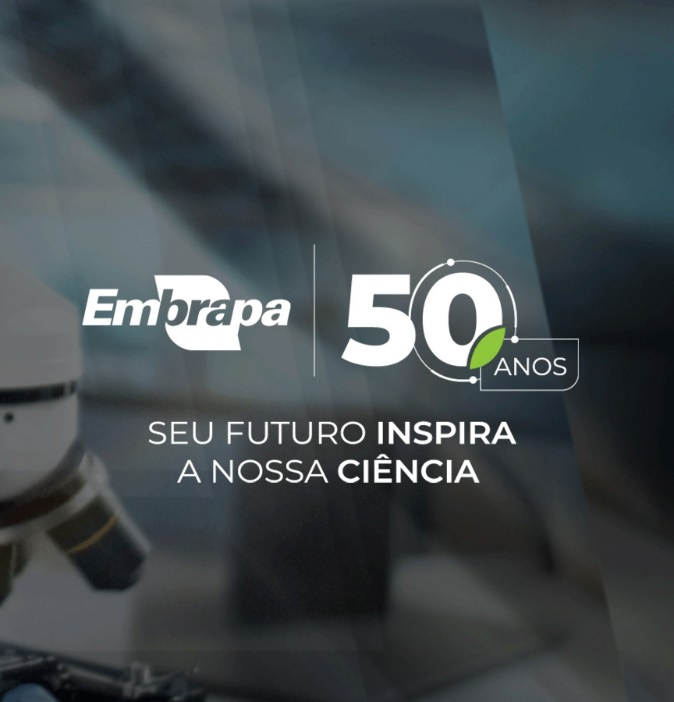 Embrapa
50
ANOS
SEU FUTURO INSPIRA
A NOSSA CIÊNCIA